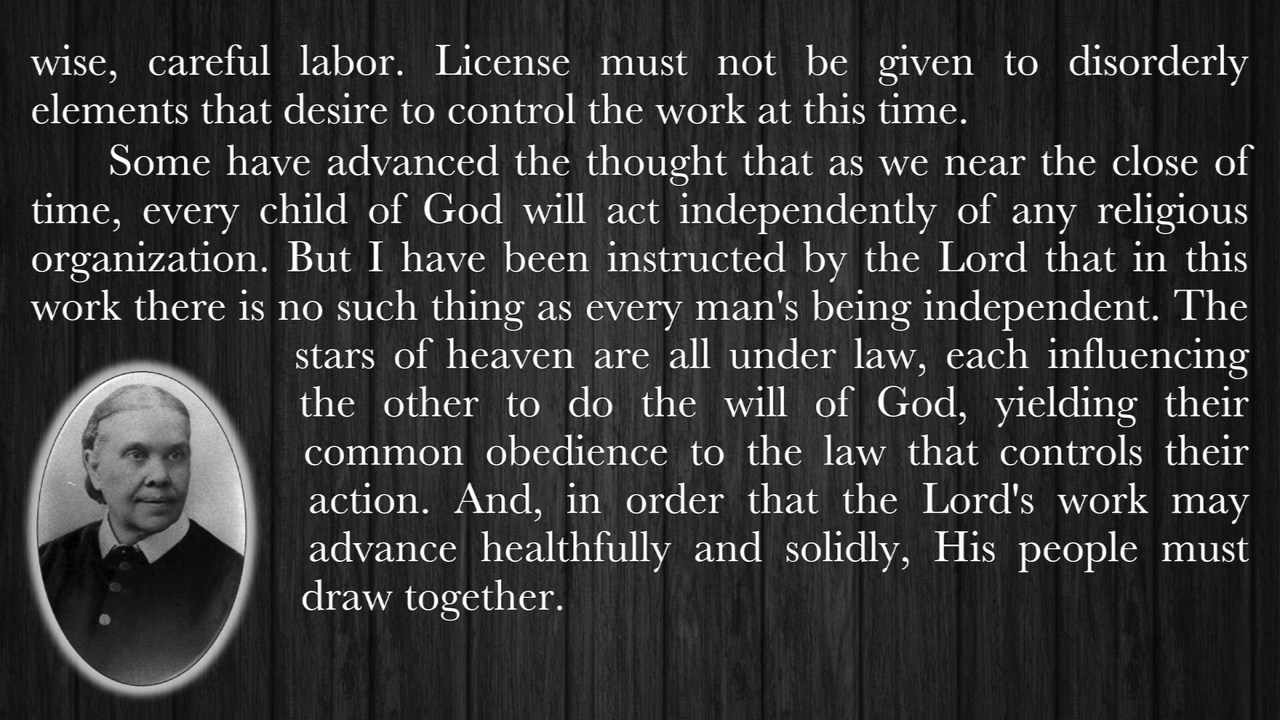 wise, careful labor. License must not be given to disorderly
elements that desire to control the work at this time.
Some have advanced the thought that as we near the close of
time, every child of God will act independently of any religious
organization. But I have been instructed by the Lord that in this
work there is no such thing as every man's being independent. The
stars of heaven are all under law, each influencing
the other to do the will of God, yielding their
common obedience to the law that controls their
action. And, in order that the Lord's work may
advance healthfully and solidly, His people must
draw together.